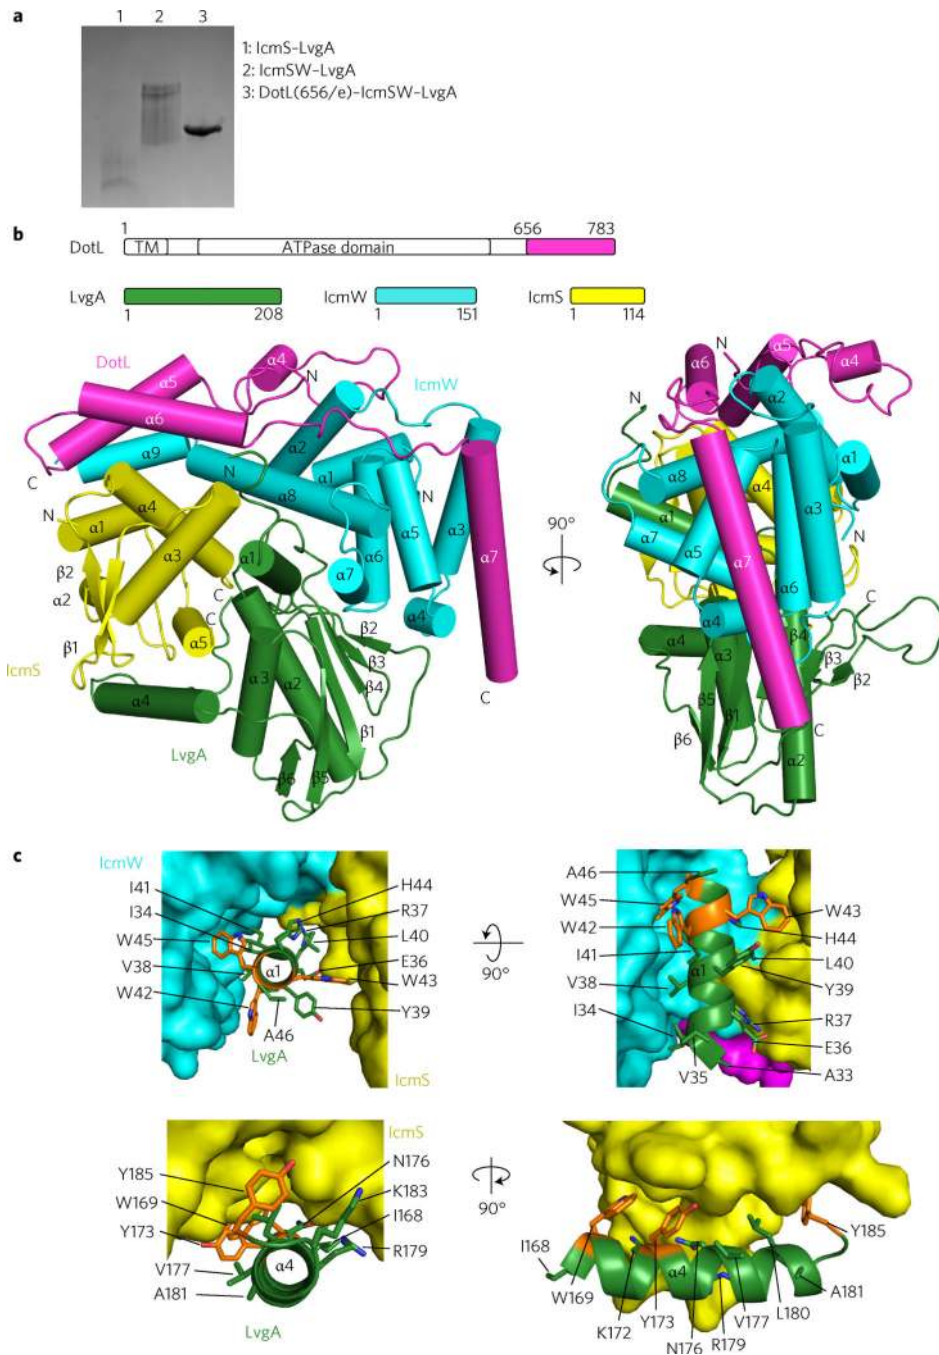 a
1 2 3
1: IcmS–LvgA
2: IcmSW–LvgA
3: DotL(656/e)–IcmSW–LvgA
b
1 656 783
DotL TM ATPase domain
LvgA IcmW IcmS
1 208 1 151 1 114
DotL
α4
N
α5
α6
IcmW
α2
α9
C
N
α8
α1
N
N
α4
α1
α3
α5
α3
α6
α7
α7
β2
α2
α1
C
C
α4
β1
α5
β2
β3
IcmS
α3
α2
β4
α4
C
β1
LvgA
β6
β5
90°
α6
N
α5
α4
N
α2
α8
α4
α1
α1
α3
N
α7
α5
α7
α6
C
α4
α4
α3
β4
β3
β2
β5
β1
β6
C
α2
c
IcmW
I41
I34
W45
V38
W42
α1
A46
LvgA
H44
R37
L40
E36
W43
Y39
IcmS
90°
A46
W45
W42
I41
α1
V38
I34
V35
W43
H44
L40
Y39
R37
E36
A33
IcmS
Y185
W169
Y173
V177
A181
α4
LvgA
N176
K183
I168
R179
90°
I168
W169
K172
Y173
α4
N176
R179
V177
L180
A181
Y185